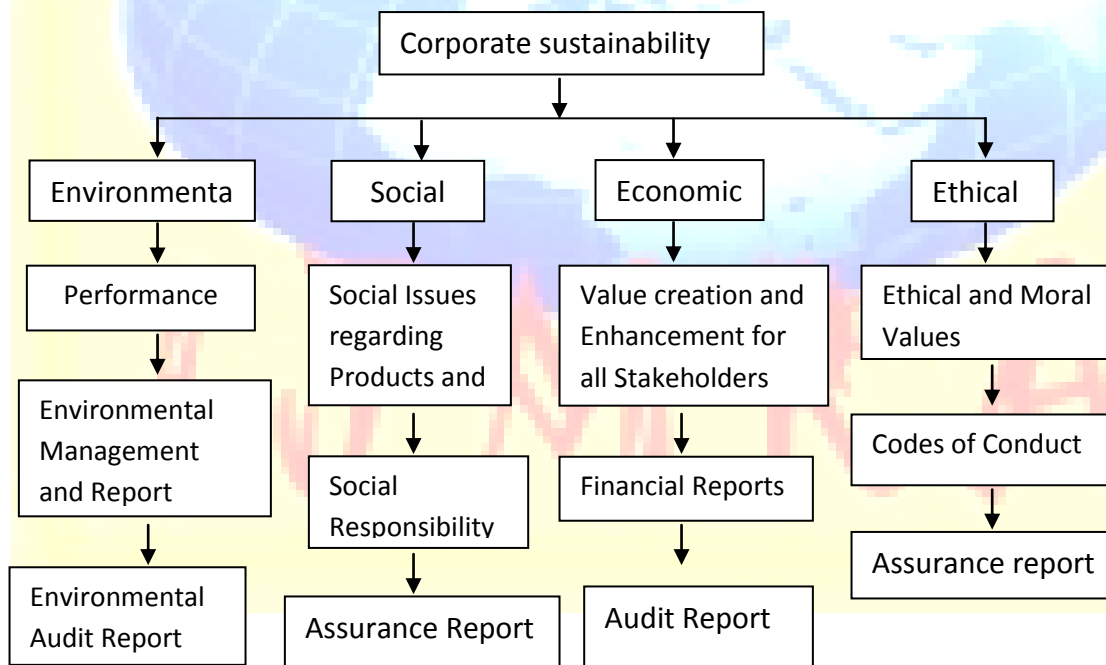 Corporate sustainability
Environmenta
Social
Economic
Ethical
Performance
Social Issues
regarding
Products and
Value creation and
Enhancement for
all Stakeholders
Ethical and Moral
Values
Environmental
Management
and Report
Social
Responsibility
Financial Reports
Codes of Conduct
Environmental
Audit Report
Assurance Report
Audit Report
Assurance report